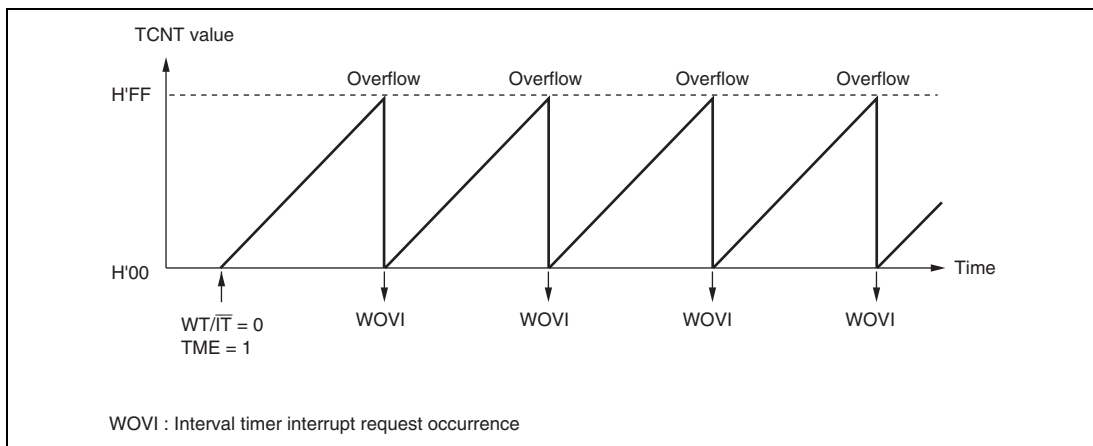 TCNT value
Overflow Overflow Overflow Overflow
H'FF
H'00
Time
WT/I̅T̅ = 0
TME = 1
WOVI WOVI WOVI WOVI
WOVI : Interval timer interrupt request occurrence